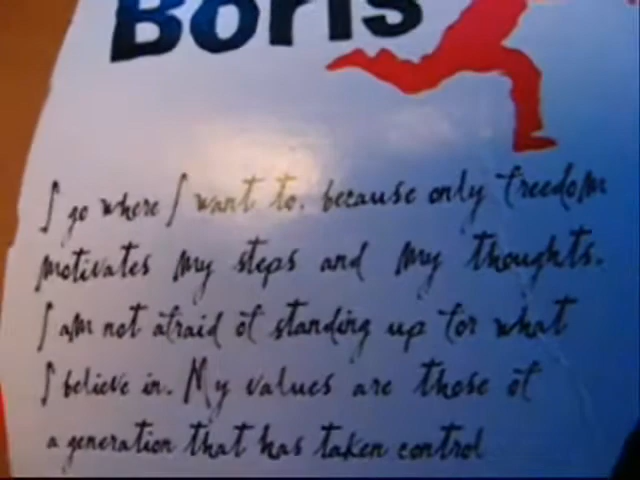 Boris
I go where I want to. because only freedom
motivates my steps and my thoughts.
I am not afraid of standing up for what
I believe in. My values are those of
a generation that has taken control